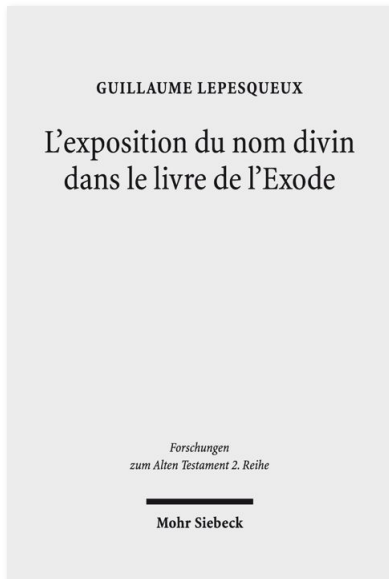 GUILLAUME LEPESQUEUX
L’exposition du nom divin
dans le livre de l’Exode
Forschungen
zum Alten Testament 2. Reihe
Mohr Siebeck